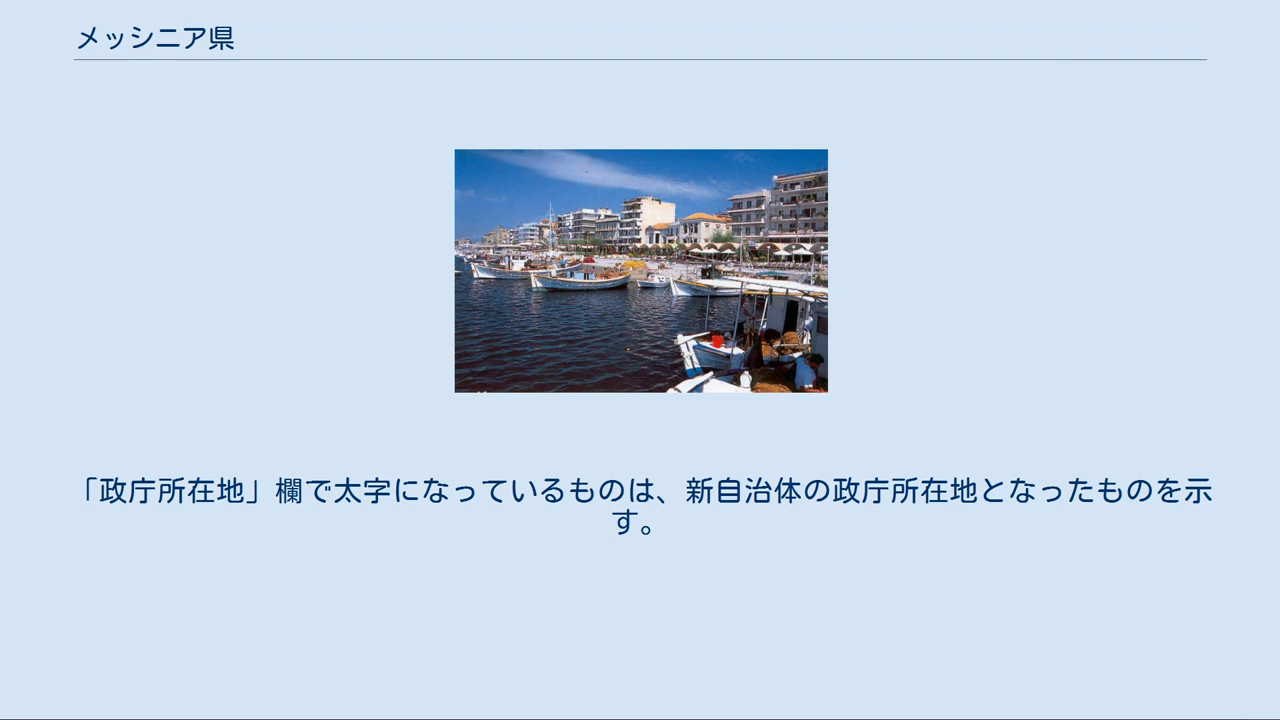 メッシニア県
「政庁所在地」欄で太字になっているものは、新自治体の政庁所在地となったものを示
す。